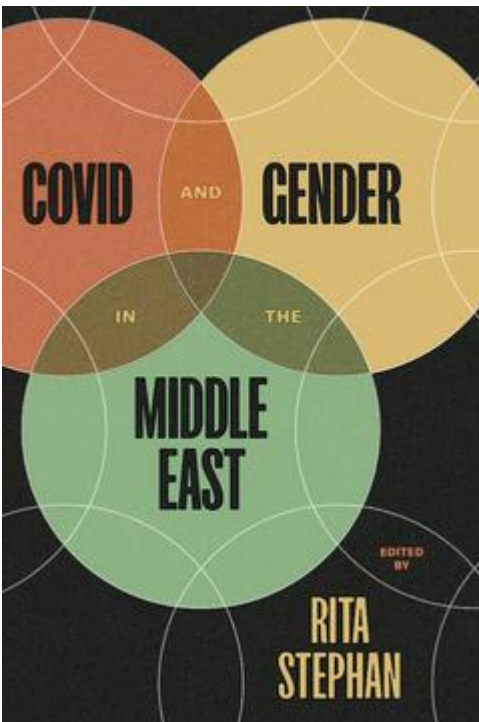 COVID AND GENDER
IN THE
MIDDLE
EAST
EDITED
BY
RITA
STEPHAN